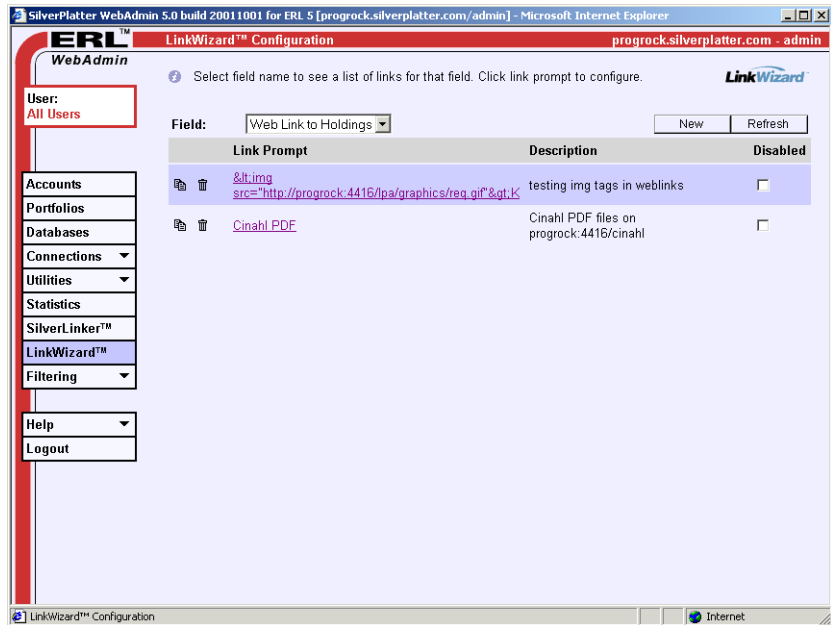 SilverPlatter WebAdmin 5.0 build 20011001 for ERL 5 [progrock.silverplatter.com/admin] - Microsoft Internet Explorer
ERL™
WebAdmin
LinkWizard™ Configuration
progrock.silverplatter.com - admin
Select field name to see a list of links for that field. Click link prompt to configure.
LinkWizard
User:
All Users
Field:
Web Link to Holdings
New
Refresh
Link Prompt
Description
Disabled
&lt;img
src="http://progrock:4416/lpa/graphics/req.gif"&gt;K
testing img tags in weblinks
Cinahl PDF
Cinahl PDF files on
progrock:4416/cinahl
Accounts
Portfolios
Databases
Connections
Utilities
Statistics
SilverLinker™
LinkWizard™
Filtering
Help
Logout
LinkWizard™ Configuration
Internet